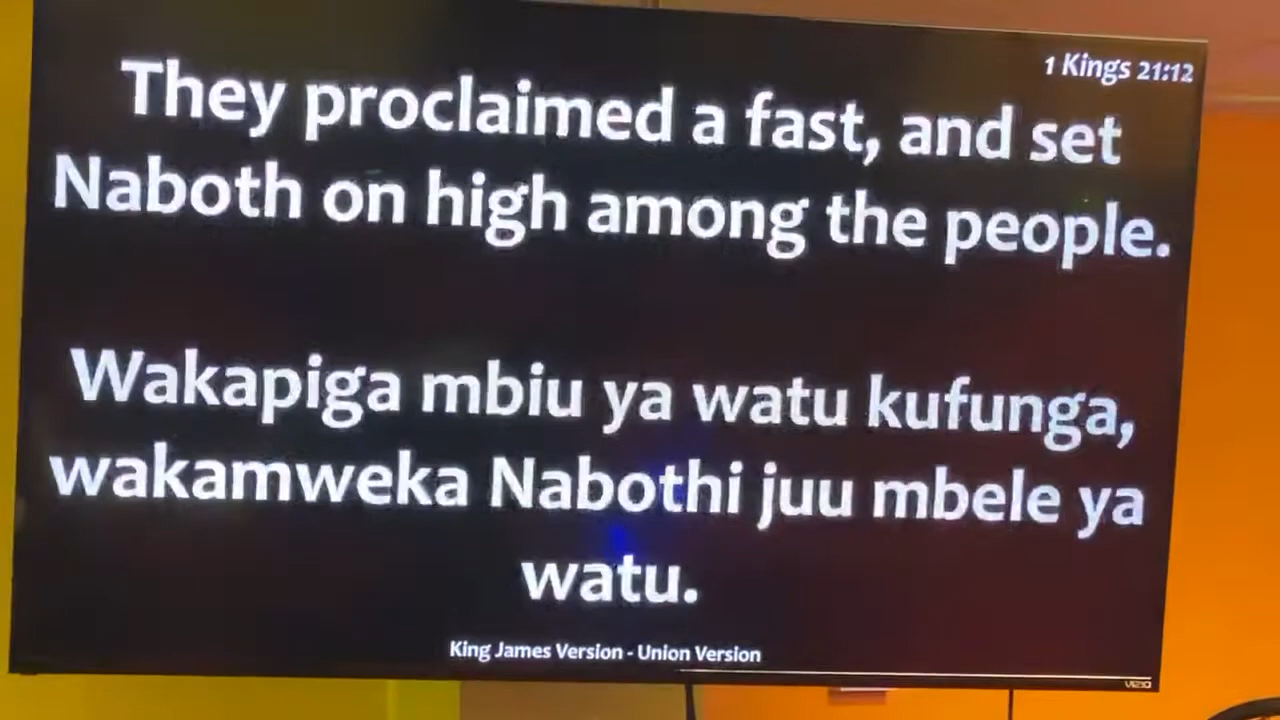 1 Kings 21:12
They proclaimed a fast, and set
Naboth on high among the people.
Wakapiga mbiu ya watu kufunga,
wakamweka Nabothi juu mbele ya
watu.
King James Version - Union Version
VIZIO